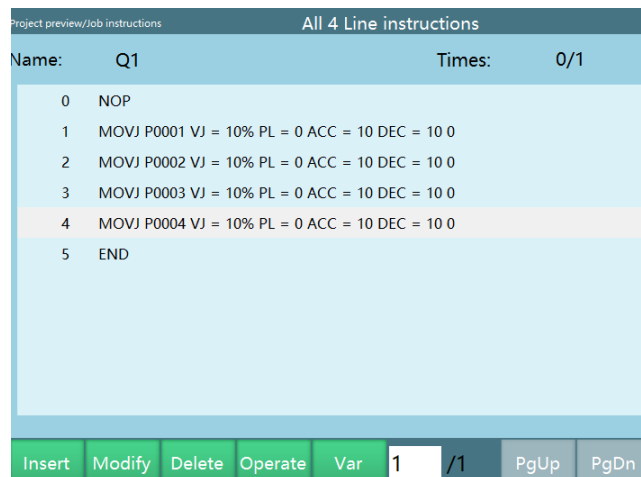 Project preview/Job instructions All 4 Line instructions
Name: Q1 Times: 0/1
0 NOP
1 MOVJ P0001 VJ = 10% PL = 0 ACC = 10 DEC = 10 0
2 MOVJ P0002 VJ = 10% PL = 0 ACC = 10 DEC = 10 0
3 MOVJ P0003 VJ = 10% PL = 0 ACC = 10 DEC = 10 0
4 MOVJ P0004 VJ = 10% PL = 0 ACC = 10 DEC = 10 0
5 END
Insert Modify Delete Operate Var 1 /1 PgUp PgDn